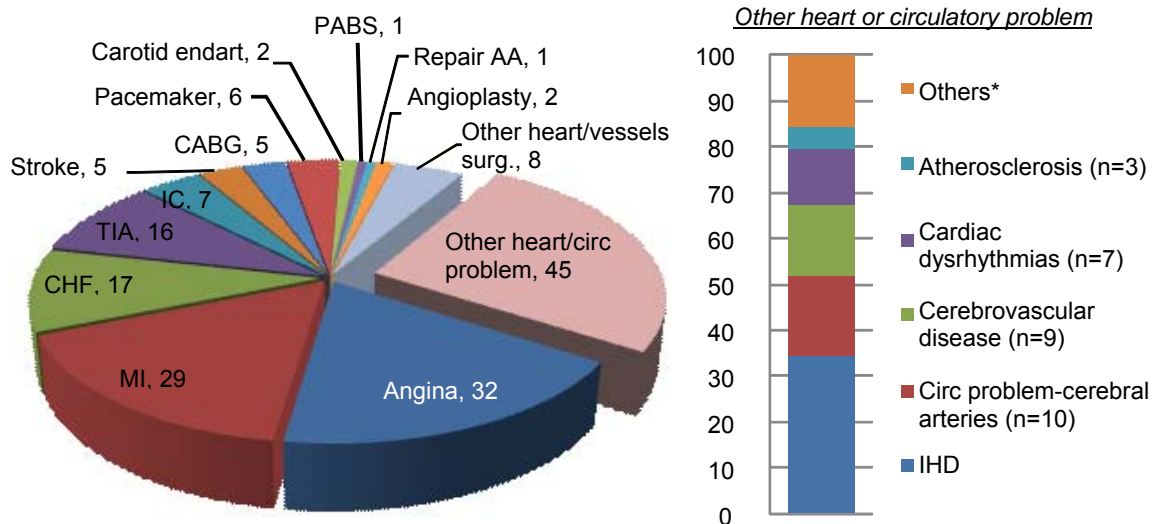 PABS, 1
Carotid endart, 2
Repair AA, 1
Pacemaker, 6
Angioplasty, 2
CABG, 5
Other heart/vessels
surg., 8
Stroke, 5
IC, 7
TIA, 16
Other heart/circ
problem, 45
CHF, 17
MI, 29
Angina, 32
Other heart or circulatory problem
100
90
80
70
60
50
40
30
20
10
0
Others*
Atherosclerosis (n=3)
Cardiac
dysrhythmias (n=7)
Cerebrovascular
disease (n=9)
Circ problem-cerebral
arteries (n=10)
IHD